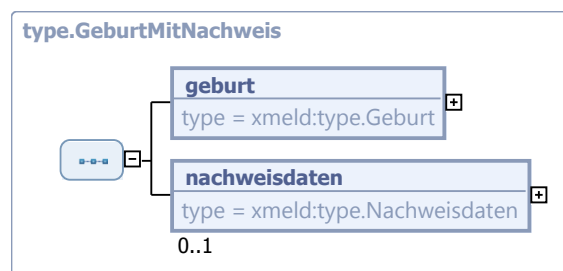 type.GeburtMitNachweis
geburt
type = xmeld:type.Geburt
nachweisdaten
type = xmeld:type.Nachweisdaten
0..1